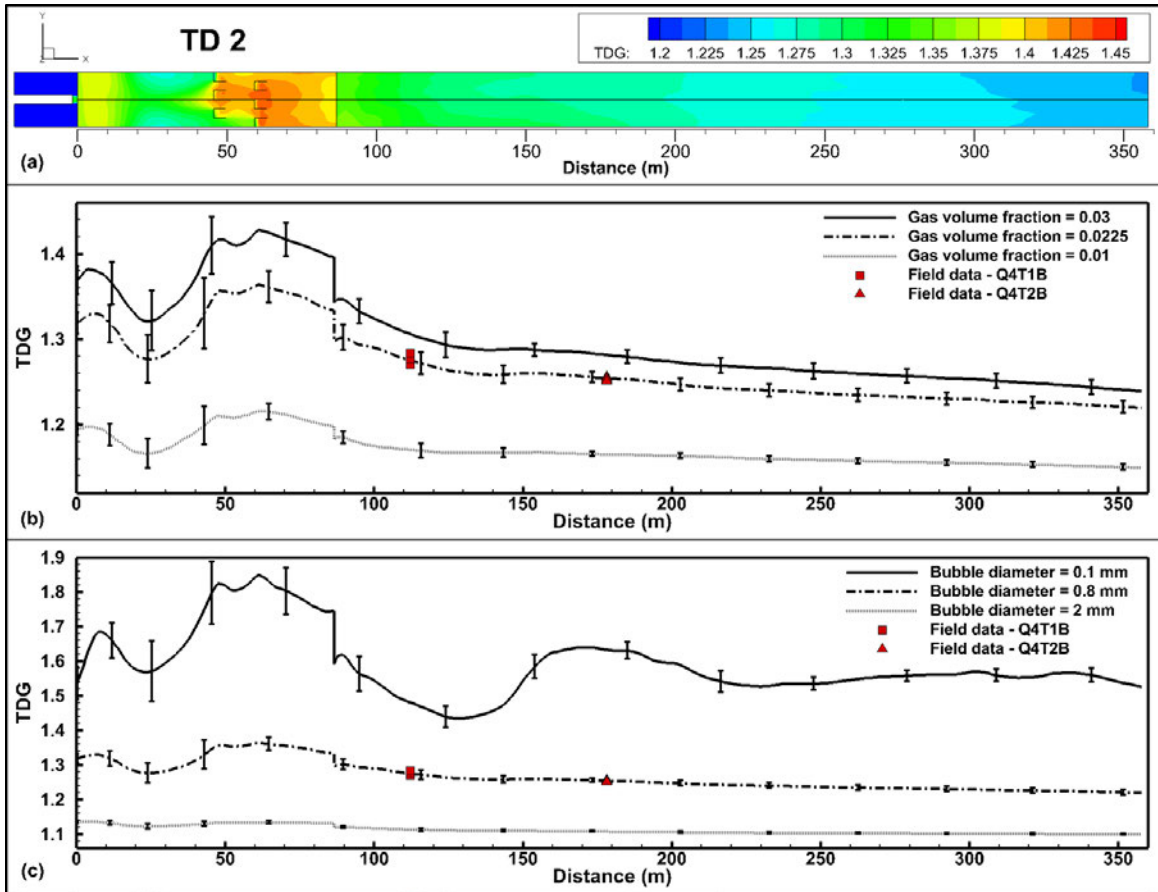 Y
Z X
TD 2
TDG: 1.2 1.225 1.25 1.275 1.3 1.325 1.35 1.375 1.4 1.425 1.45
0 50 100 150 200 250 300 350
(a) Distance (m)
Gas volume fraction = 0.03
Gas volume fraction = 0.0225
Gas volume fraction = 0.01
Field data - Q4T1B
Field data - Q4T2B
1.4
1.3
1.2
TDG
0 50 100 150 200 250 300 350
(b) Distance (m)
1.9
1.8
1.7
1.6
1.5
1.4
1.3
1.2
1.1
TDG
Bubble diameter = 0.1 mm
Bubble diameter = 0.8 mm
Bubble diameter = 2 mm
Field data - Q4T1B
Field data - Q4T2B
0 50 100 150 200 250 300 350
(c) Distance (m)